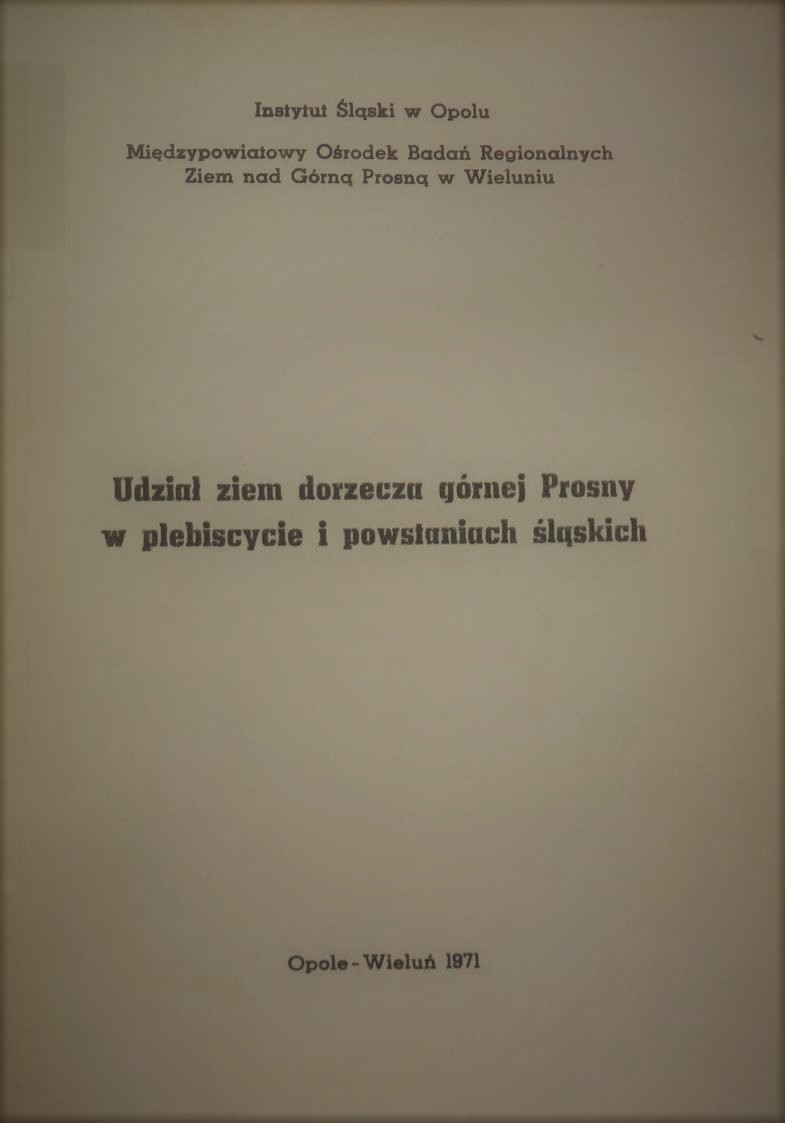 Instytut Śląski w Opolu
Międzypowiatowy Ośrodek Badań Regionalnych
Ziem nad Górną Prosną w Wieluniu
Udział ziem dorzecza górnej Prosny
w plebiscycie i powstaniach śląskich
Opole - Wieluń 1971